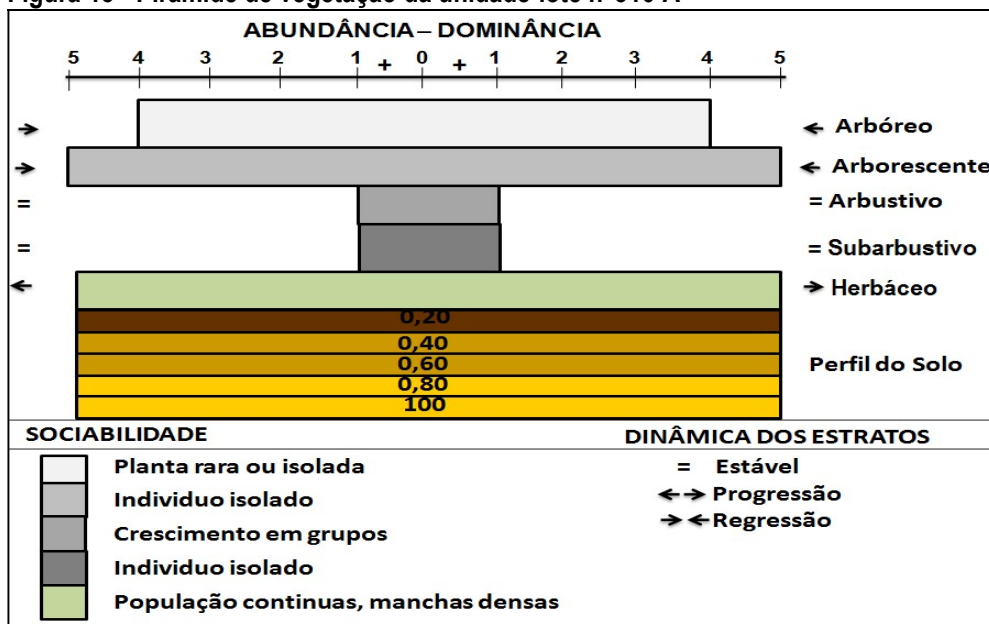 ABUNDÂNCIA – DOMINÂNCIA
5 4 3 2 1 + 0 + 1 2 3 4 5
→ ← Arbóreo
→ ← Arborescente
= = Arbustivo
= = Subarbustivo
← → Herbáceo
0,20
0,40
0,60
0,80
100
Perfil do Solo
SOCIABILIDADE
Planta rara ou isolada
Individuo isolado
Crescimento em grupos
Individuo isolado
População continuas, manchas densas
DINÂMICA DOS ESTRATOS
= Estável
←→ Progressão
→← Regressão